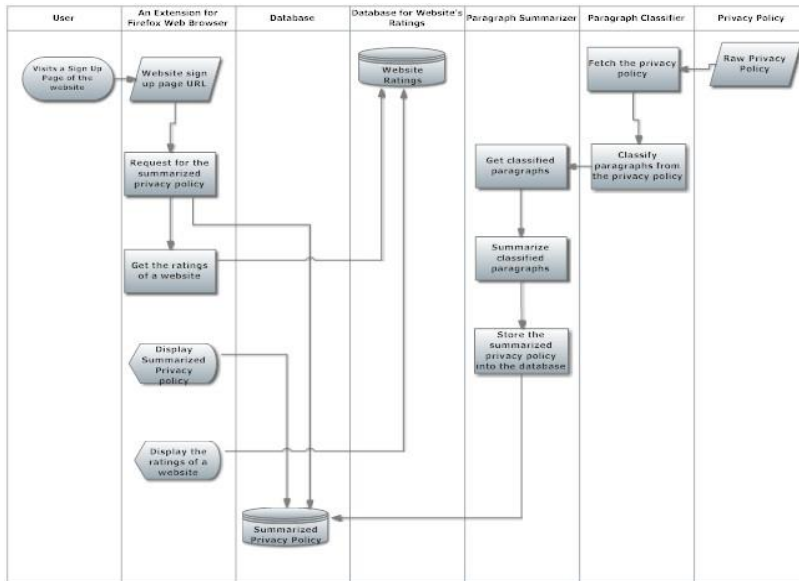 User
An Extension for
Firefox Web Browser
Database
Database for Website's
Ratings
Paragraph Summarizer
Paragraph Classifier
Privacy Policy
Visits a Sign Up
Page of the
website
Website sign
up page URL
Website
Ratings
Fetch the privacy
policy
Raw Privacy
Policy
Request for the
summarized
privacy policy
Get classified
paragraphs
Classify
paragraphs from
the privacy policy
Get the ratings
of a website
Summarize
classified
paragraphs
Display
Summarized
Privacy
policy
Store the
summarized
privacy policy
into the database
Display the
ratings of a
website
Summarized
Privacy Policy